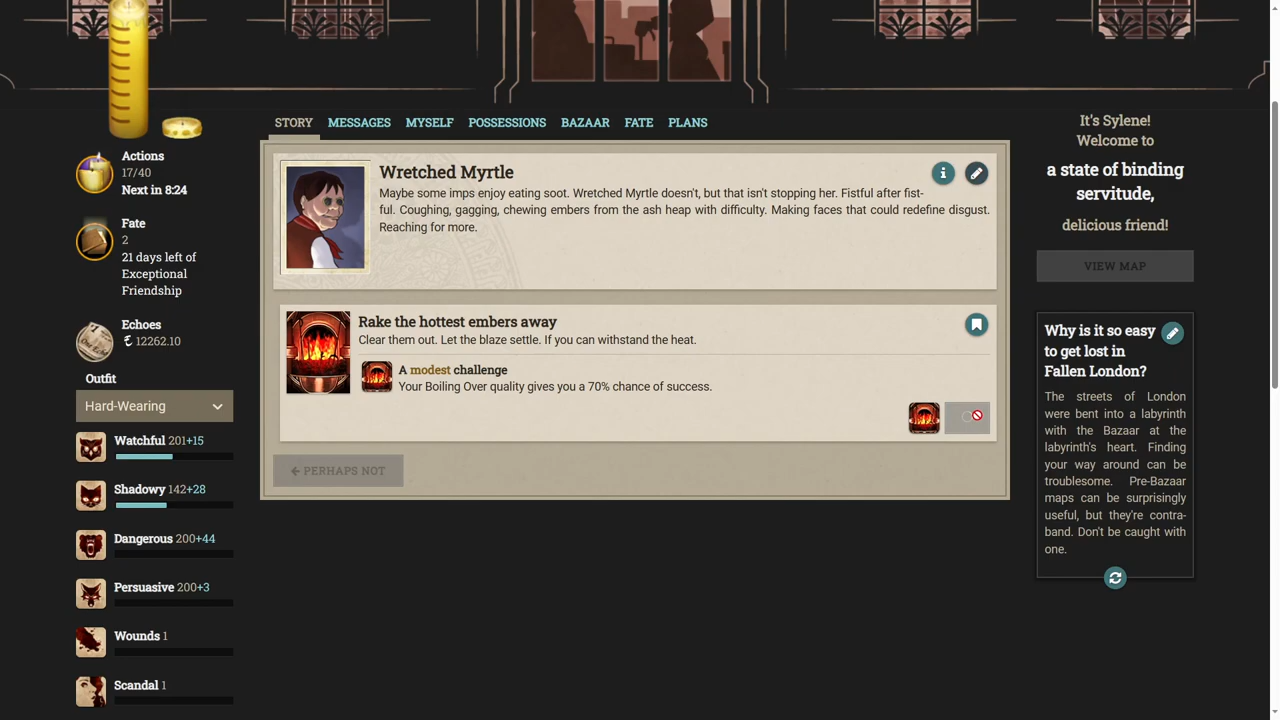 STORY MESSAGES MYSELF POSSESSIONS BAZAAR FATE PLANS
Actions
17/40
Next in 8:24
Fate
2
21 days left of
Exceptional
Friendship
Echoes
12262.10
Outfit
Hard-Wearing
Watchful 201+15
Shadowy 142+28
Dangerous 200+44
Persuasive 200+3
Wounds 1
Scandal 1
Wretched Myrtle
Maybe some imps enjoy eating soot. Wretched Myrtle doesn't, but that isn't stopping her. Fistful after fist-
ful. Coughing, gagging, chewing embers from the ash heap with difficulty. Making faces that could redefine disgust.
Reaching for more.
Rake the hottest embers away
Clear them out. Let the blaze settle. If you can withstand the heat.
A modest challenge
Your Boiling Over quality gives you a 70% chance of success.
PERHAPS NOT
It's Sylene!
Welcome to
a state of binding
servitude,
delicious friend!
VIEW MAP
Why is it so easy
to get lost in
Fallen London?
The streets of London
were bent into a labyrinth
with the Bazaar at the
labyrinth's heart. Finding
your way around can be
troublesome. Pre-Bazaar
maps can be surprisingly
useful, but they're contra-
band. Don't be caught with
one.